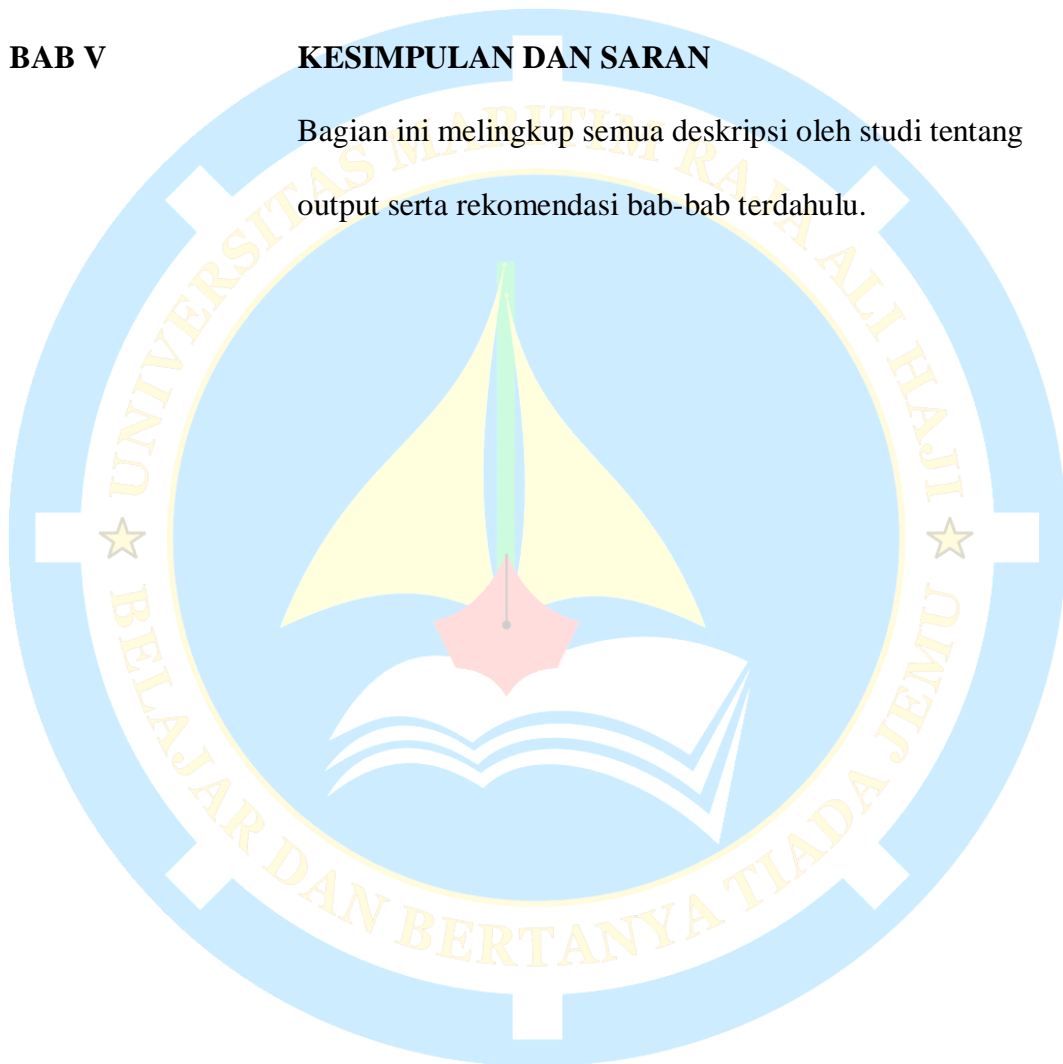 BAB V KESIMPULAN DAN SARAN
Bagian ini melingkup semua deskripsi oleh studi tentang
output serta rekomendasi bab-bab terdahulu.
UNIVERSITAS MARITIM RAJA ALI HAJI
BELAJAR DAN BERTANYA TIADA JEMU